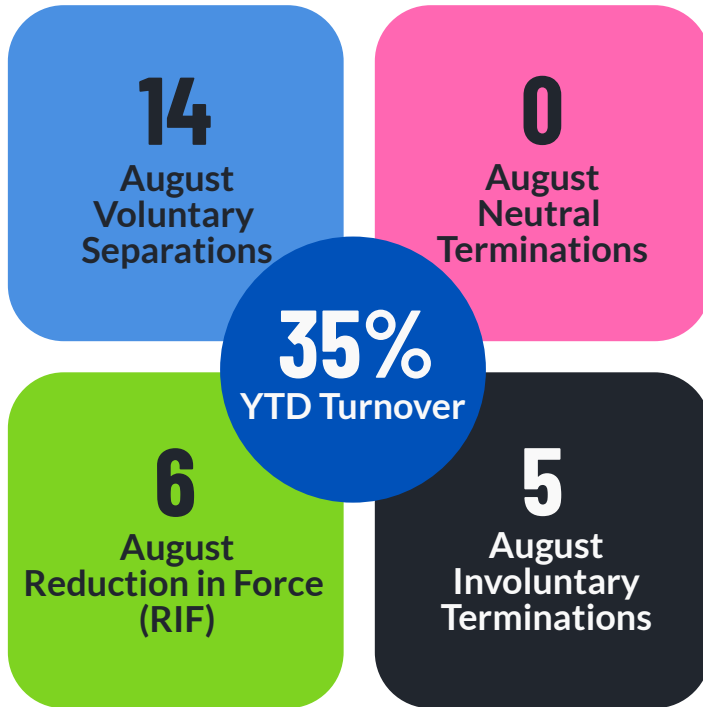 14
August
Voluntary
Separations
0
August
Neutral
Terminations
35%
YTD Turnover
6
August
Reduction in Force
(RIF)
5
August
Involuntary
Terminations